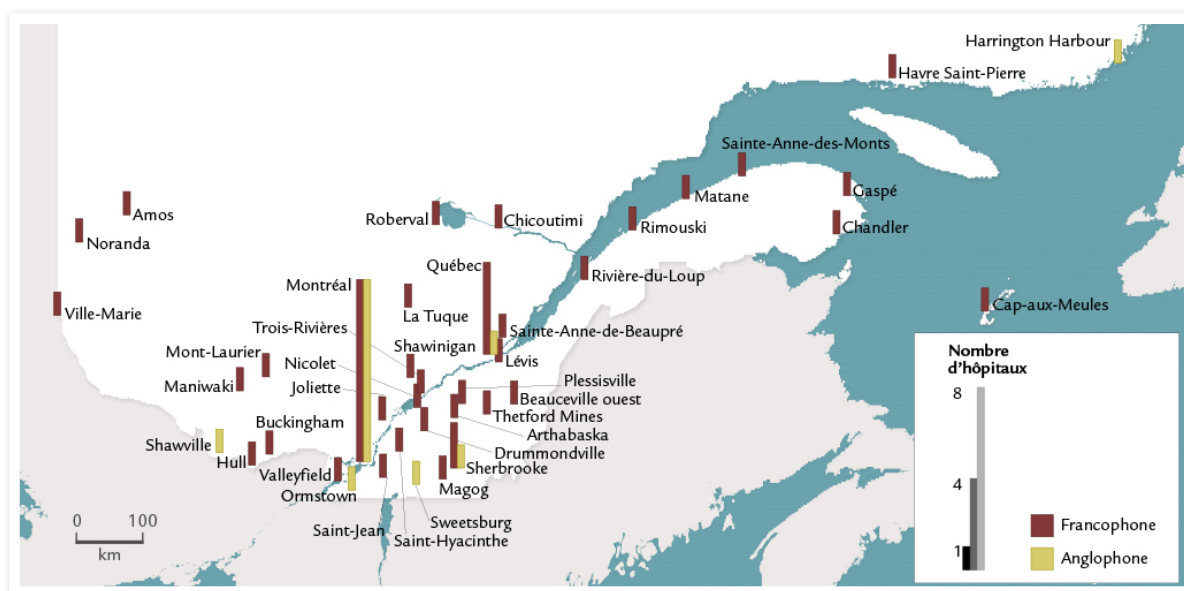 Harrington Harbour
Havre Saint-Pierre
Sainte-Anne-des-Monts
Gaspé
Matane
Amos
Roberval
Chicoutimi
Rimouski
Chandler
Noranda
Québec
Rivière-du-Loup
Montréal
Ville-Marie
La Tuque
Cap-aux-Meules
Trois-Rivières
Sainte-Anne-de-Beaupré
Shawinigan
Mont-Laurier
Lévis
Nicolet
Maniwaki
Joliette
Plessisville
Beauceville ouest
Thetford Mines
Buckingham
Arthabaska
Shawville
Drummondville
Hull
Sherbrooke
Valleyfield
Magog
Ormstown
Sweetsburg
Saint-Jean
Saint-Hyacinthe
0 100
km
Nombre
d'hôpitaux
8
4
1
Francophone
Anglophone